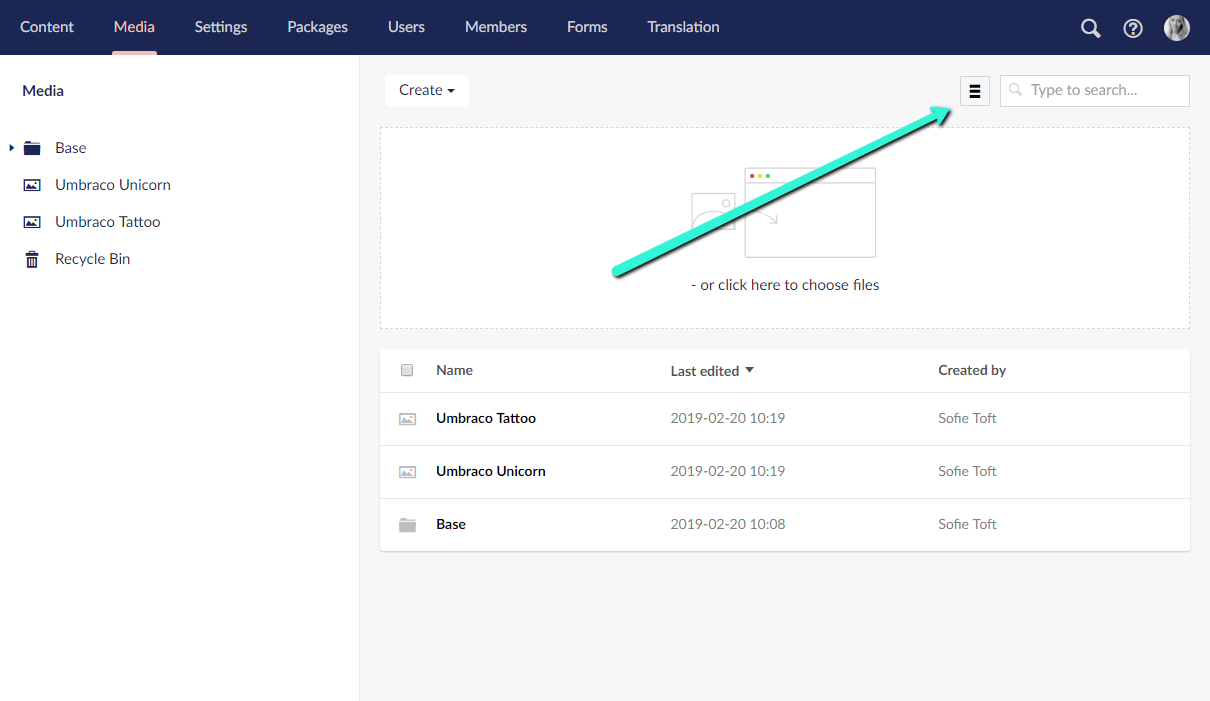 Content Media Settings Packages Users Members Forms Translation
Media
Create
Type to search...
Base
Umbraco Unicorn
Umbraco Tattoo
Recycle Bin
- or click here to choose files
Name Last edited Created by
Umbraco Tattoo 2019-02-20 10:19 Sofie Toft
Umbraco Unicorn 2019-02-20 10:19 Sofie Toft
Base 2019-02-20 10:08 Sofie Toft